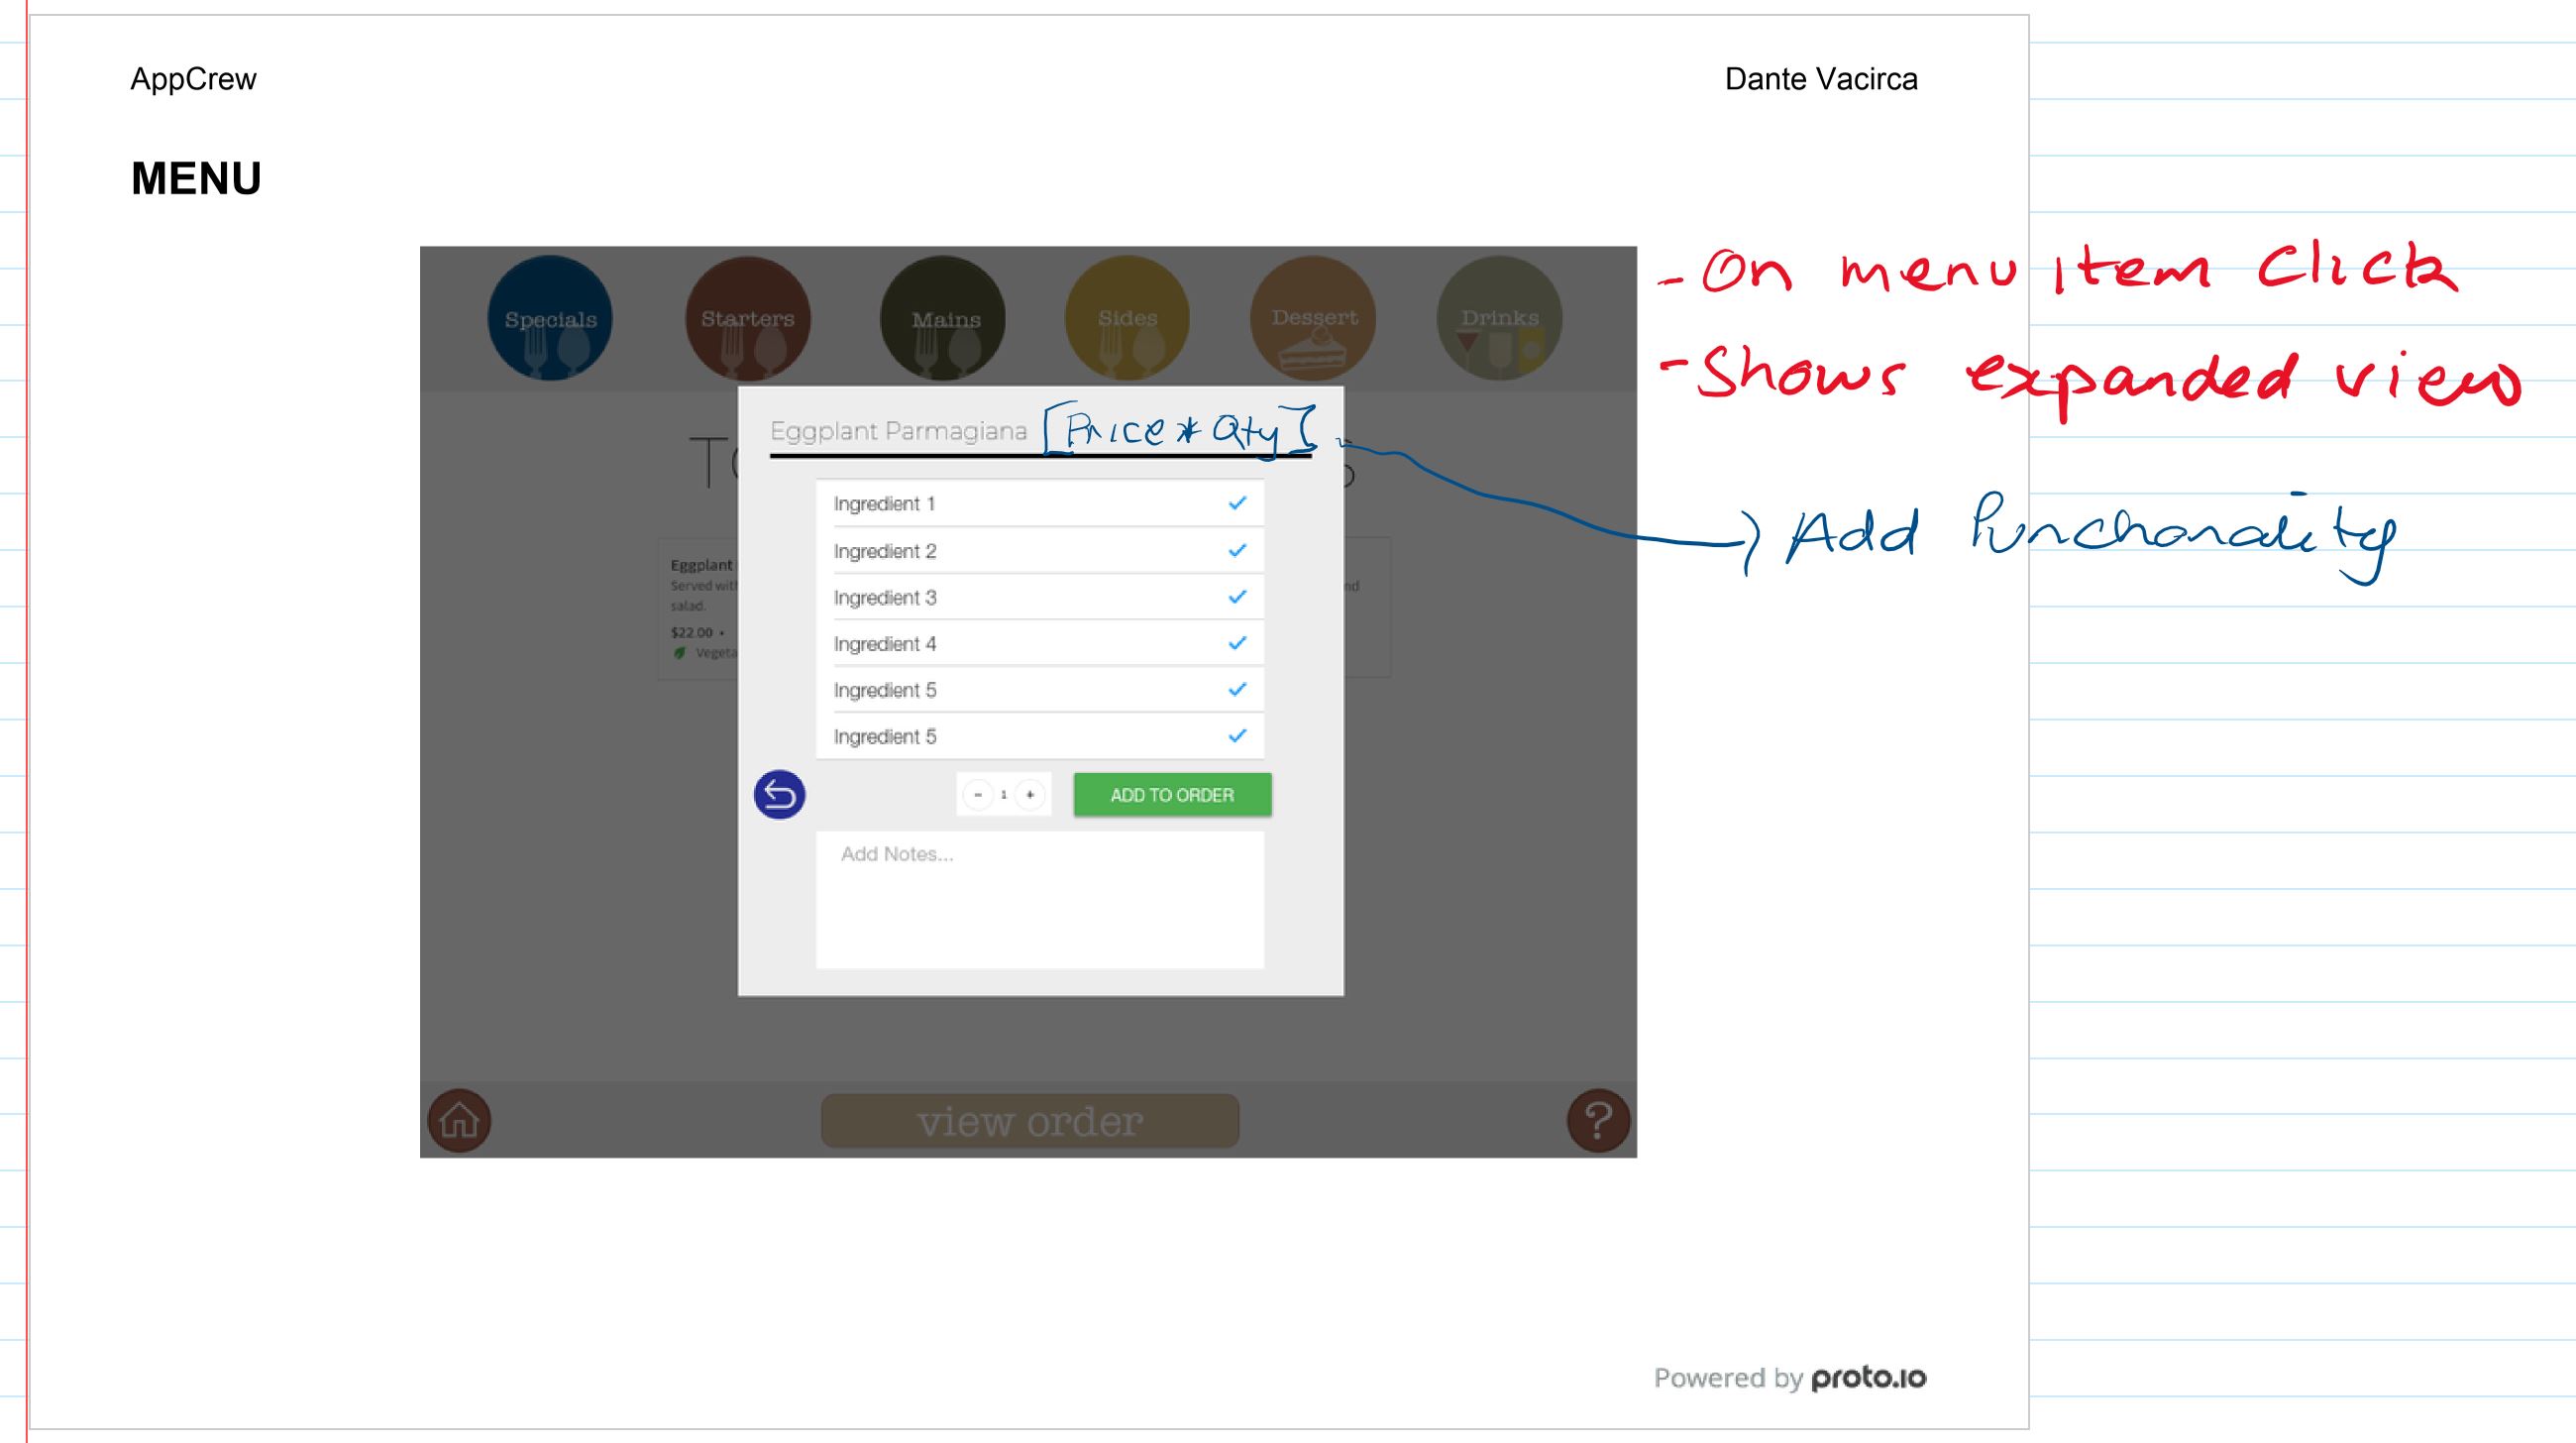 AppCrew
Dante Vacirca
MENU
Specials
Starters
Mains
Sides
Dessert
Drinks
- On menu item Click
- Shows expanded view
Eggplant Parmagiana [Price * Qty]
Add Functionality
Ingredient 1
Ingredient 2
Ingredient 3
Ingredient 4
Ingredient 5
Ingredient 5
Eggplant
Served with
salad.
$22.00 •
Vegeta
nd
- 1 +
ADD TO ORDER
Add Notes...
view order
?
Powered by proto.io